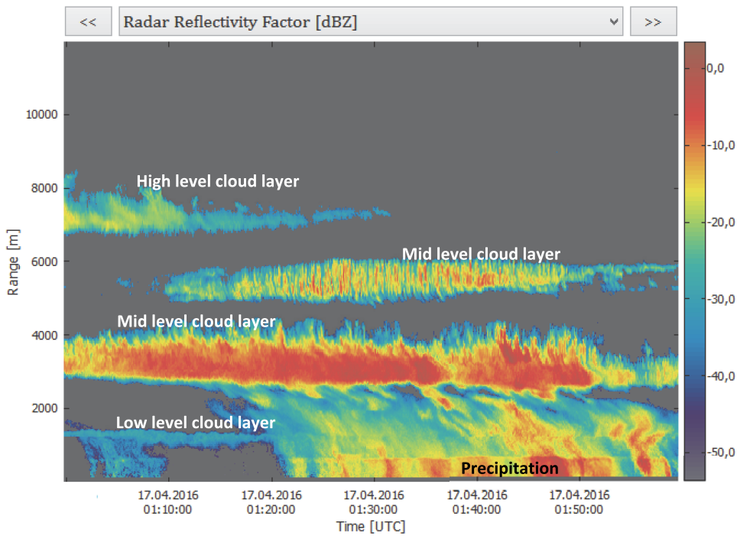 << Radar Reflectivity Factor [dBZ] >>
0,0
10000
-10,0
High level cloud layer
8000
-20,0
Range [m]
Mid level cloud layer
6000
-30,0
Mid level cloud layer
4000
-40,0
Low level cloud layer
2000
-50,0
Precipitation
17.04.2016 17.04.2016 17.04.2016 17.04.2016 17.04.2016
01:10:00 01:20:00 01:30:00 01:40:00 01:50:00
Time [UTC]